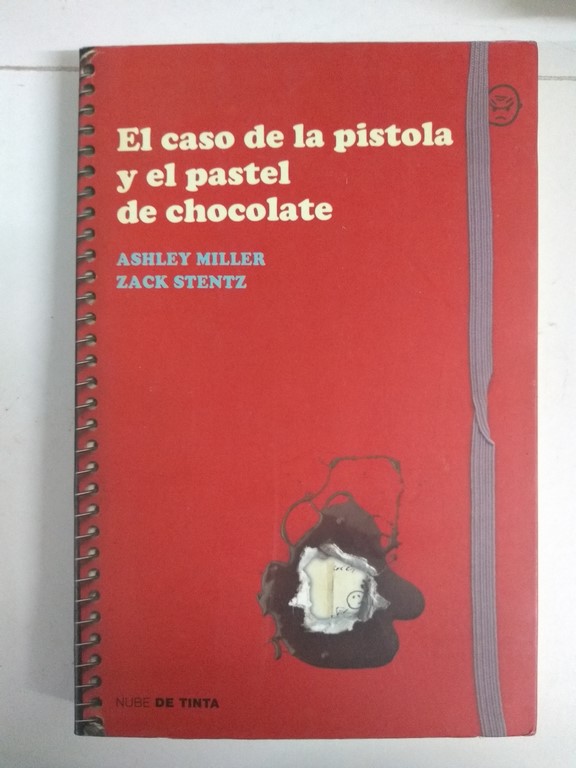 El caso de la pistola
y el pastel
de chocolate
ASHLEY MILLER
ZACK STENTZ
NUBE DE TINTA